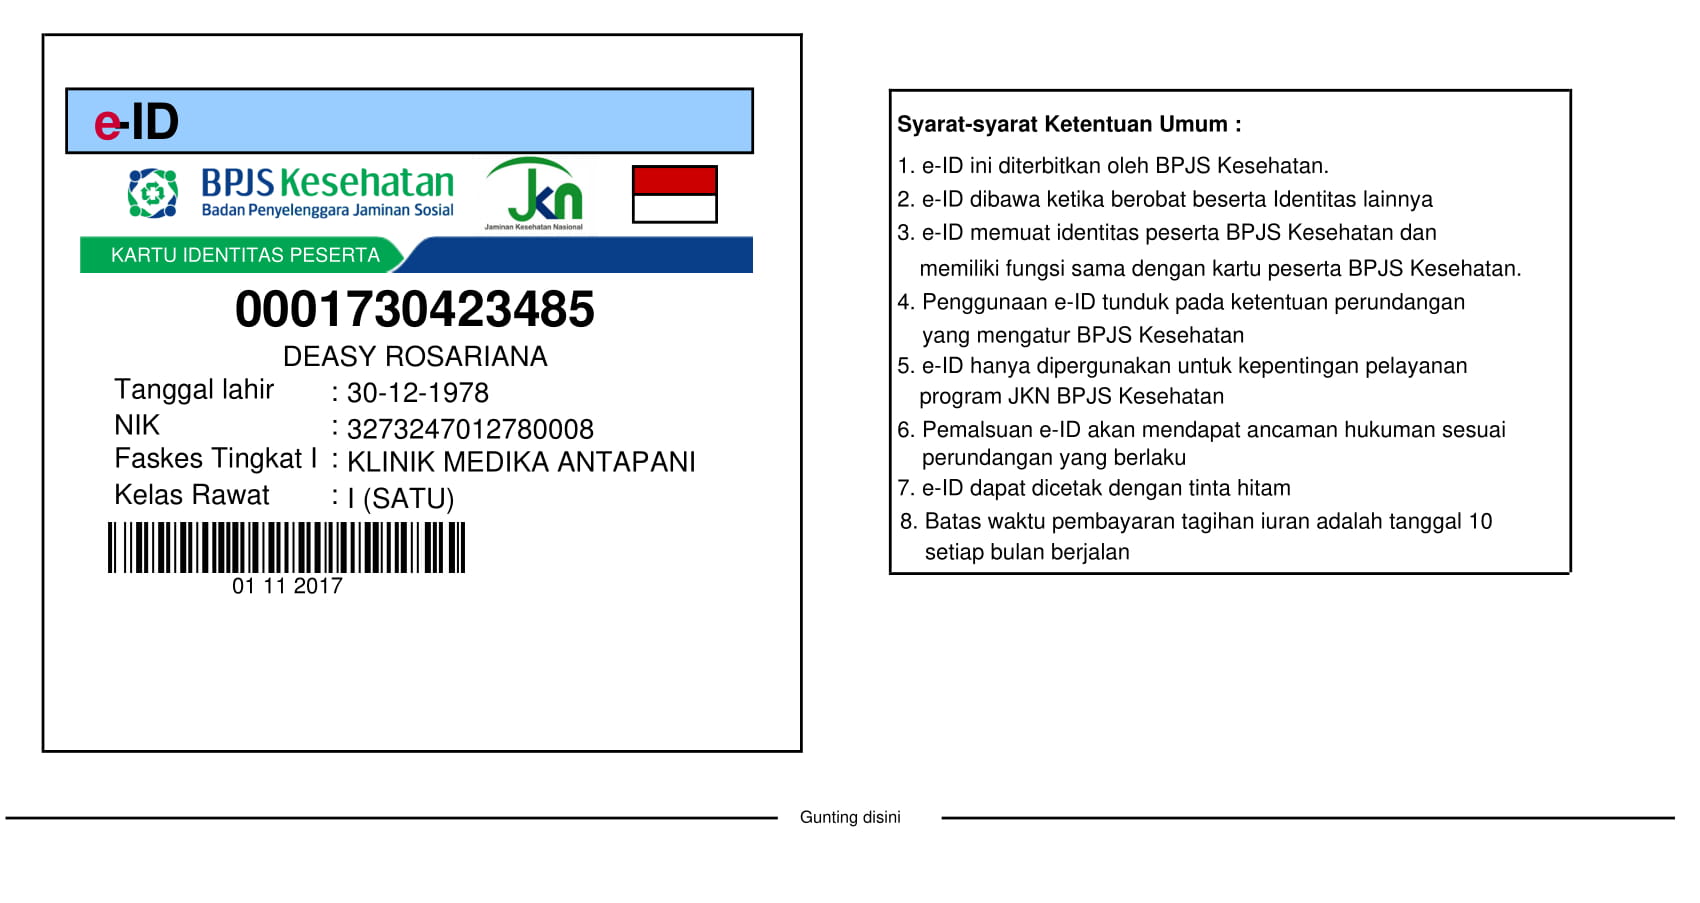 e-ID
BPJS Kesehatan
Badan Penyelenggara Jaminan Sosial
Jkn
Jaminan Kesehatan Nasional
KARTU IDENTITAS PESERTA
0001730423485
DEASY ROSARIANA
Tanggal lahir : 30-12-1978
NIK : 3273247012780008
Faskes Tingkat I : KLINIK MEDIKA ANTAPANI
Kelas Rawat : I (SATU)
01 11 2017
Syarat-syarat Ketentuan Umum :
1. e-ID ini diterbitkan oleh BPJS Kesehatan.
2. e-ID dibawa ketika berobat beserta Identitas lainnya
3. e-ID memuat identitas peserta BPJS Kesehatan dan
memiliki fungsi sama dengan kartu peserta BPJS Kesehatan.
4. Penggunaan e-ID tunduk pada ketentuan perundangan
yang mengatur BPJS Kesehatan
5. e-ID hanya dipergunakan untuk kepentingan pelayanan
program JKN BPJS Kesehatan
6. Pemalsuan e-ID akan mendapat ancaman hukuman sesuai
perundangan yang berlaku
7. e-ID dapat dicetak dengan tinta hitam
8. Batas waktu pembayaran tagihan iuran adalah tanggal 10
setiap bulan berjalan
Gunting disini